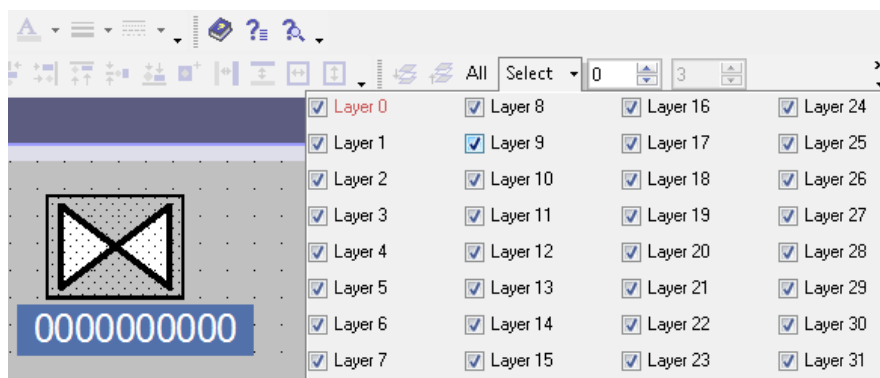 A
All Select 0 3
Layer 0 Layer 8 Layer 16 Layer 24
Layer 1 Layer 9 Layer 17 Layer 25
Layer 2 Layer 10 Layer 18 Layer 26
Layer 3 Layer 11 Layer 19 Layer 27
Layer 4 Layer 12 Layer 20 Layer 28
Layer 5 Layer 13 Layer 21 Layer 29
Layer 6 Layer 14 Layer 22 Layer 30
Layer 7 Layer 15 Layer 23 Layer 31
0000000000